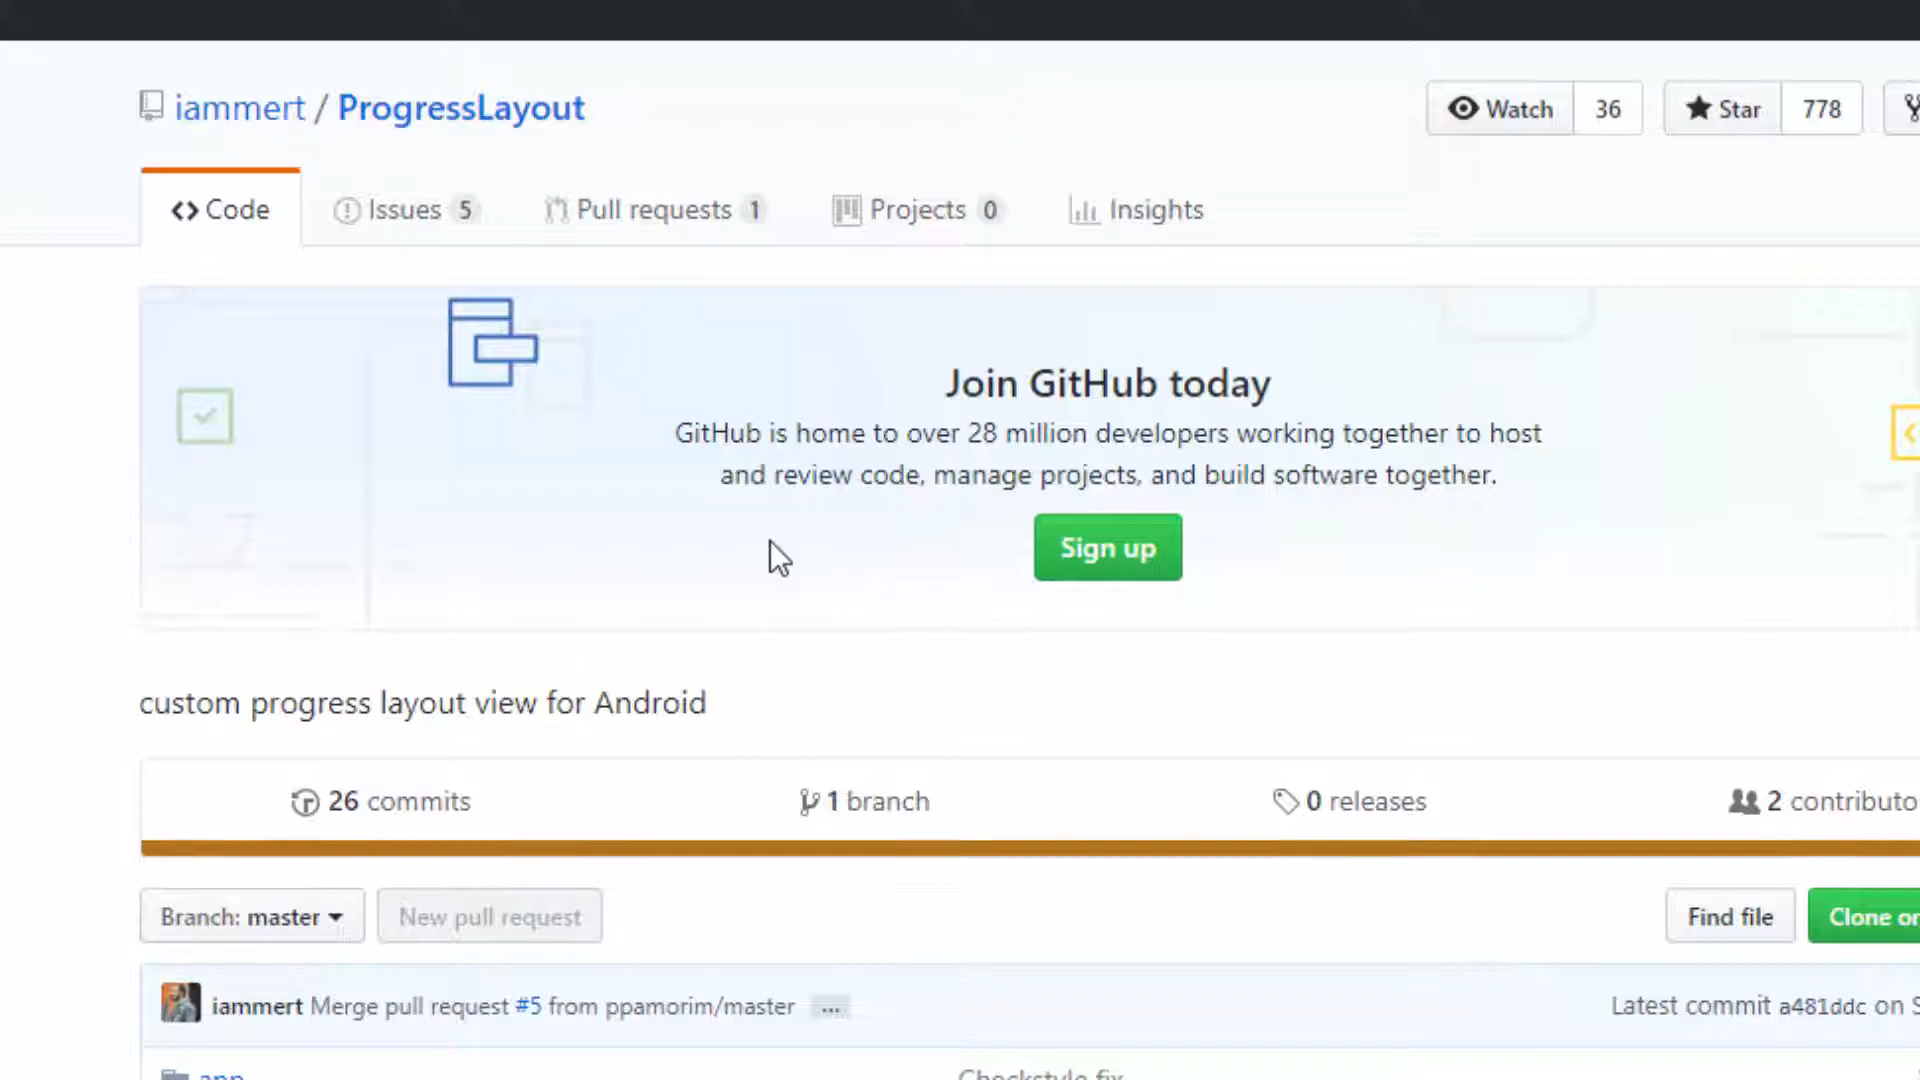 iammert / ProgressLayout
Watch 36 Star 778
Code Issues 5 Pull requests 1 Projects 0 Insights
Join GitHub today
GitHub is home to over 28 million developers working together to host
and review code, manage projects, and build software together.
Sign up
custom progress layout view for Android
26 commits 1 branch 0 releases 2 contributo
Branch: master New pull request Find file Clone or
iammert Merge pull request #5 from ppamorim/master ... Latest commit a481ddc on S
app Checkstyle fix